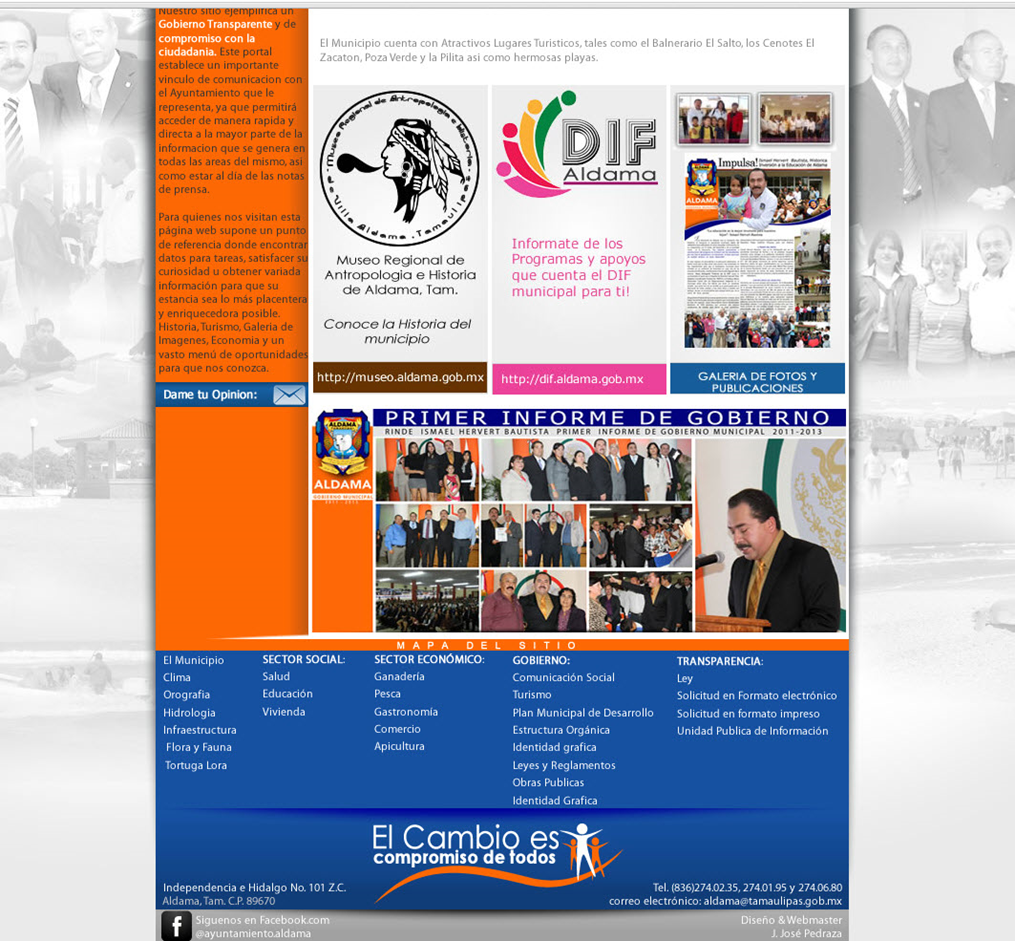 Nuestro sitio ejemplifica un
Gobierno Transparente y de
compromiso con la
ciudadania. Este portal
establece un importante
vinculo de comunicacion con
el Ayuntamiento que le
representa, ya que permitirá
acceder de manera rapida y
directa a la mayor parte de la
informacion que se genera en
todas las areas del mismo, asi
como estar al día de las notas
de prensa.
Para quienes nos visitan esta
página web supone un punto
de referencia donde encontrar
datos para tareas, satisfacer su
curiosidad u obtener variada
información para que su
estancia sea lo más placentera
y enriquecedora posible.
Historia, Turismo, Galeria de
Imagenes, Economía y un
vasto menú de oportunidades
para que nos conozca.
Dame tu Opinion:
El Municipio cuenta con Atractivos Lugares Turisticos, tales como el Balnerario El Salto, los Cenotes El
Zacaton, Poza Verde y la Pilita asi como hermosas playas.
Museo Regional de Antropologia e Historia
Villa Aldama, Tamaulipas
Museo Regional de
Antropologia e Historia
de Aldama, Tam.
Conoce la Historia del
municipio
http://museo.aldama.gob.mx
DIF
Aldama
Informate de los
Programas y apoyos
que cuenta el DIF
municipal para ti!
http://dif.aldama.gob.mx
Impulsa! Ismael Hervert Bautista, Historica
Inversión a la Educación de Aldama
ALDAMA
GALERIA DE FOTOS Y
PUBLICACIONES
ALDAMA
ALDAMA
GOBIERNO MUNICIPAL
2011 - 2013
PRIMER INFORME DE GOBIERNO
RINDE ISMAEL HERVERT BAUTISTA PRIMER INFORME DE GOBIERNO MUNICIPAL 2011-2013
MAPA DEL SITIO
El Municipio
Clima
Orografia
Hidrologia
Infraestructura
Flora y Fauna
Tortuga Lora
SECTOR SOCIAL:
Salud
Educación
Vivienda
SECTOR ECONÓMICO:
Ganadería
Pesca
Gastronomía
Comercio
Apicultura
GOBIERNO:
Comunicación Social
Turismo
Plan Municipal de Desarrollo
Estructura Orgánica
Identidad grafica
Leyes y Reglamentos
Obras Publicas
Identidad Grafica
TRANSPARENCIA:
Ley
Solicitud en Formato electrónico
Solicitud en formato impreso
Unidad Publica de Información
El Cambio es
compromiso de todos
Independencia e Hidalgo No. 101 Z.C.
Aldama, Tam. C.P. 89670
Tel. (836)274.02.35, 274.01.95 y 274.06.80
correo electrónico: aldama@tamaulipas.gob.mx
f
Siguenos en Facebook.com
@ayuntamiento.aldama
Diseño & Webmaster
J. José Pedraza